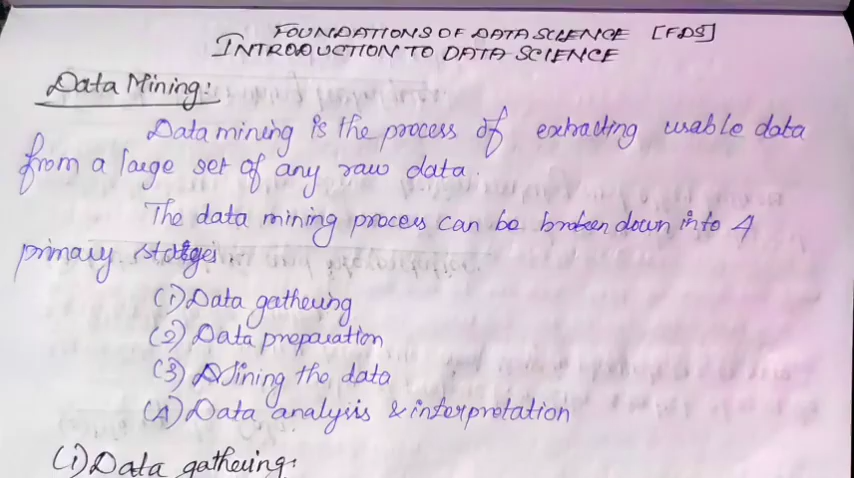 FOUNDATIONS OF DATA SCIENCE [FDS]
INTRODUCTION TO DATA SCIENCE
Data Mining:
Data mining is the process of extracting usable data
from a large set of any raw data.
The data mining process can be broken down into 4
primary stages
(1) Data gathering
(2) Data preparation
(3) Mining the data
(4) Data analysis & interpretation
(1) Data gathering: